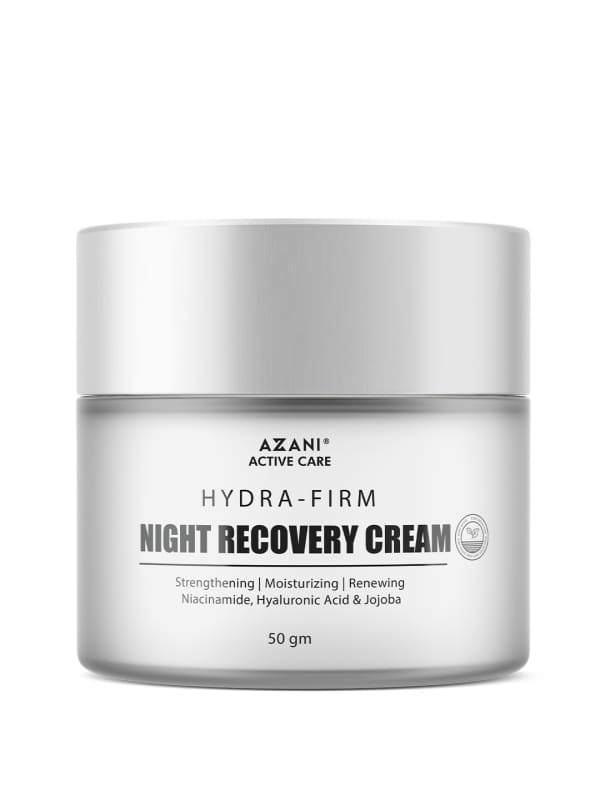 AZANI®
ACTIVE CARE
HYDRA-FIRM
NIGHT RECOVERY CREAM
Strengthening | Moisturizing | Renewing
Niacinamide, Hyaluronic Acid & Jojoba
50 gm